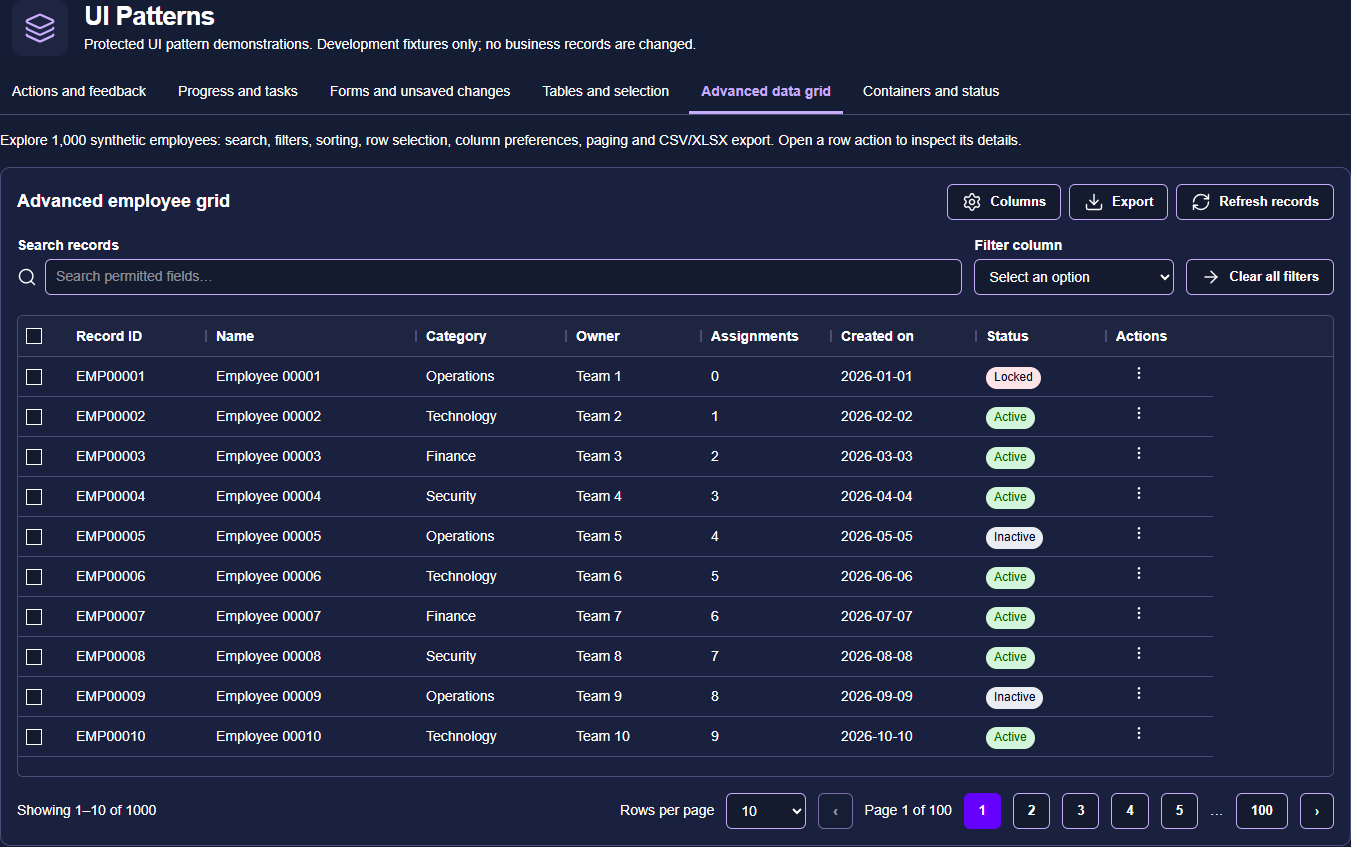 UI Patterns
Protected UI pattern demonstrations. Development fixtures only; no business records are changed.
Actions and feedback Progress and tasks Forms and unsaved changes Tables and selection Advanced data grid Containers and status
Explore 1,000 synthetic employees: search, filters, sorting, row selection, column preferences, paging and CSV/XLSX export. Open a row action to inspect its details.
Advanced employee grid Columns Export Refresh records
Search records Filter column
Search permitted fields... Select an option Clear all filters
Record ID Name Category Owner Assignments Created on Status Actions
EMP00001 Employee 00001 Operations Team 1 0 2026-01-01 Locked
EMP00002 Employee 00002 Technology Team 2 1 2026-02-02 Active
EMP00003 Employee 00003 Finance Team 3 2 2026-03-03 Active
EMP00004 Employee 00004 Security Team 4 3 2026-04-04 Active
EMP00005 Employee 00005 Operations Team 5 4 2026-05-05 Inactive
EMP00006 Employee 00006 Technology Team 6 5 2026-06-06 Active
EMP00007 Employee 00007 Finance Team 7 6 2026-07-07 Active
EMP00008 Employee 00008 Security Team 8 7 2026-08-08 Active
EMP00009 Employee 00009 Operations Team 9 8 2026-09-09 Inactive
EMP00010 Employee 00010 Technology Team 10 9 2026-10-10 Active
Showing 1–10 of 1000 Rows per page 10 ‹ Page 1 of 100 1 2 3 4 5 ... 100 ›